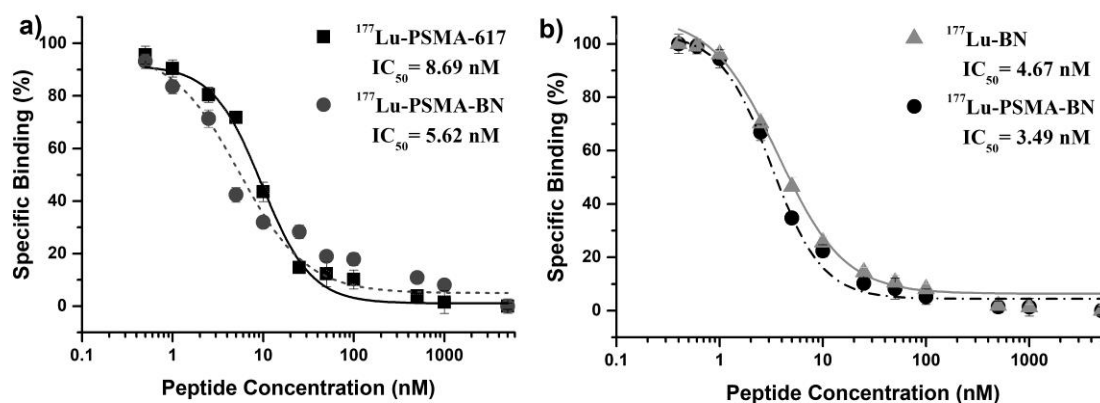 a)
¹⁷⁷Lu-PSMA-617
IC₅₀= 8.69 nM
¹⁷⁷Lu-PSMA-BN
IC₅₀= 5.62 nM
Specific Binding (%)
100
80
60
40
20
0
0.1
1
10
100
1000
Peptide Concentration (nM)
b)
¹⁷⁷Lu-BN
IC₅₀= 4.67 nM
¹⁷⁷Lu-PSMA-BN
IC₅₀= 3.49 nM
Specific Binding (%)
100
80
60
40
20
0
0.1
1
10
100
1000
Peptide Concentration (nM)